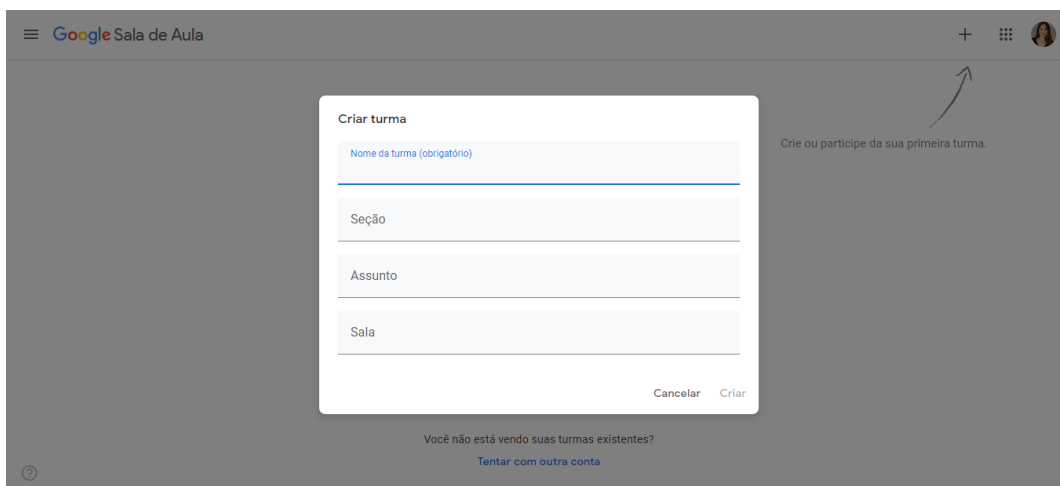 Google Sala de Aula
Crie ou participe da sua primeira turma.
Criar turma
Nome da turma (obrigatório)
Seção
Assunto
Sala
Cancelar Criar
Você não está vendo suas turmas existentes?
Tentar com outra conta